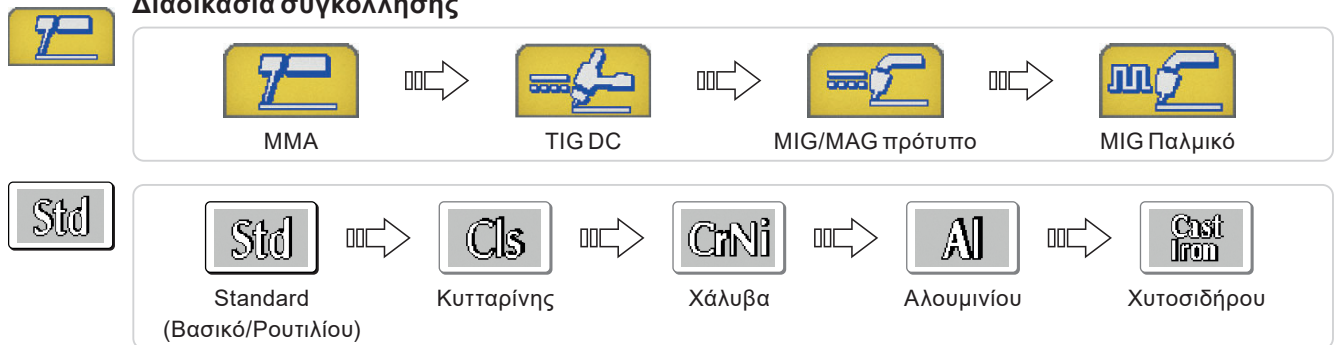 Διαδικασία συγκόλλησης
MMA
TIG DC
MIG/MAG πρότυπο
MIG Παλμικό
Std
Std
Cls
CrNi
Al
Cast
Iron
Standard
(Βασικό/Ρουτιλίου)
Κυτταρίνης
Χάλυβα
Αλουμινίου
Χυτοσιδήρου